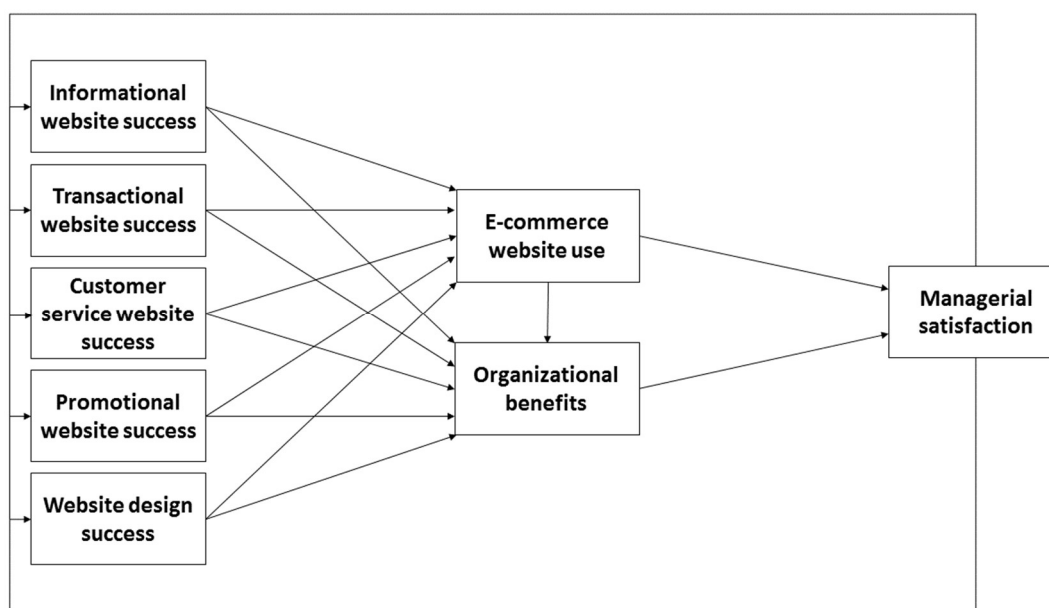 Informational
website success
Transactional
website success
Customer
service website
success
Promotional
website success
Website design
success
E-commerce
website use
Organizational
benefits
Managerial
satisfaction